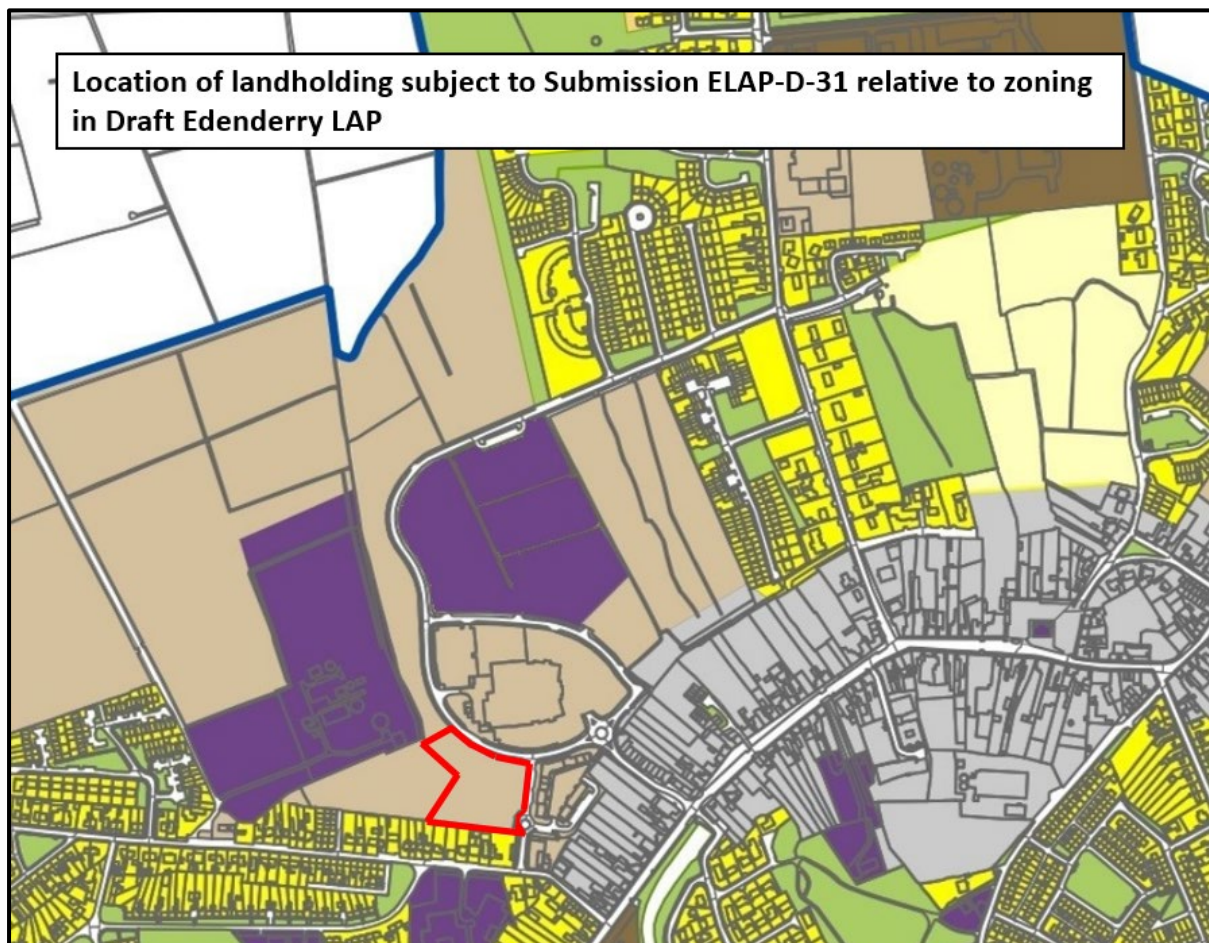 Location of landholding subject to Submission ELAP-D-31 relative to zoning
in Draft Edenderry LAP